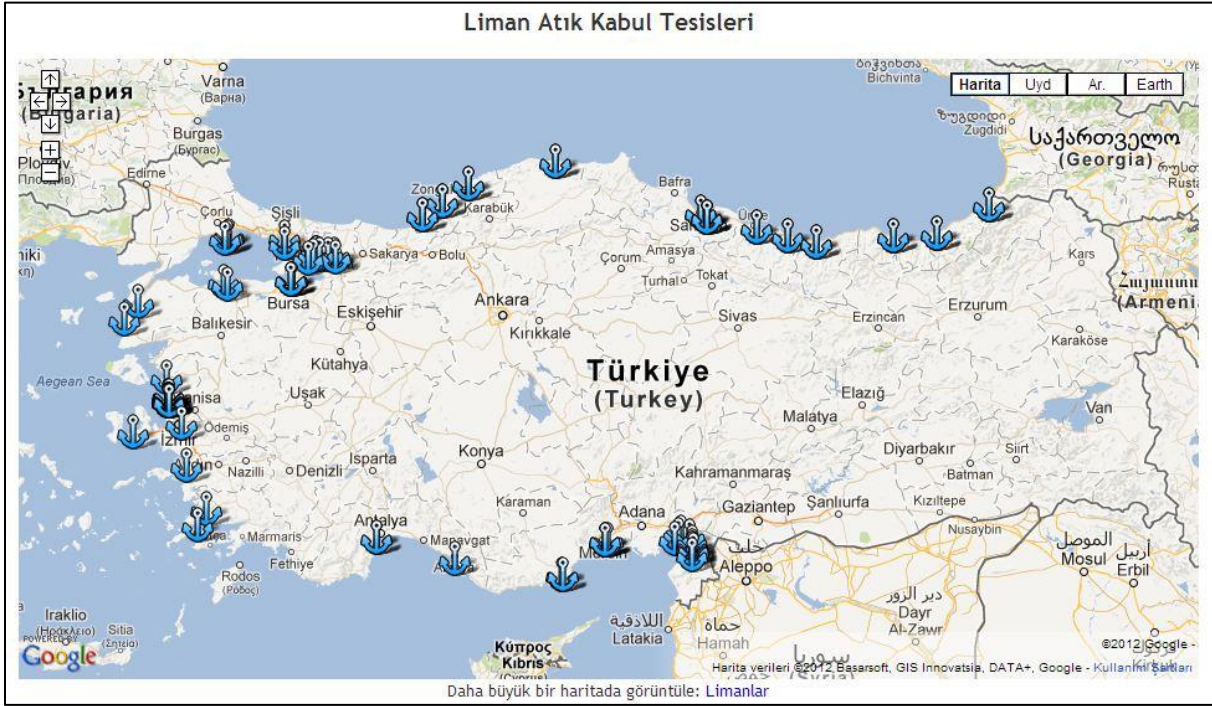 Liman Atık Kabul Tesisleri
Varna
(Варна)
Bichvinta
Harita
Uyd
Ar.
Earth
Burgas
(Бургас)
Zugdidi
საქართველო
(Georgia)
Edirne
Bafra
Çorlu
Şişli
Karabük
Sakarya
Bolu
Çorum
Amasya
Turhal
Tokat
Kars
Bursa
Balıkesir
Eskişehir
Ankara
Kırıkkale
Sivas
Erzincan
Erzurum
Karaköse
Kütahya
Türkiye
(Turkey)
Aegean Sea
Uşak
Elazığ
Malatya
Van
İzmir
Ödemiş
Nazilli
Denizli
Isparta
Konya
Diyarbakır
Siirt
Batman
Kahramanmaraş
Karaman
Adana
Gaziantep
Şanlıurfa
Kızıltepe
Nusaybin
Antalya
Manavgat
Marmaris
Fethiye
حلب
Aleppo
الموصل
Mosul
أربيل
Erbil
Rodos
(Ρόδος)
دير الزور
Dayr
Al-Zawr
اللاذقية
Latakia
حماة
Hamah
Iraklio
(Ηράκλειο)
Sitia
(Σητεία)
POWERED BY
Google
Κύπρος
Kıbrıs
©2012 Google -
Harita verileri ©2012 Basarsoft, GIS Innovatsia, DATA+, Google - Kullanım Şartları
Daha büyük bir haritada görüntüle: Limanlar